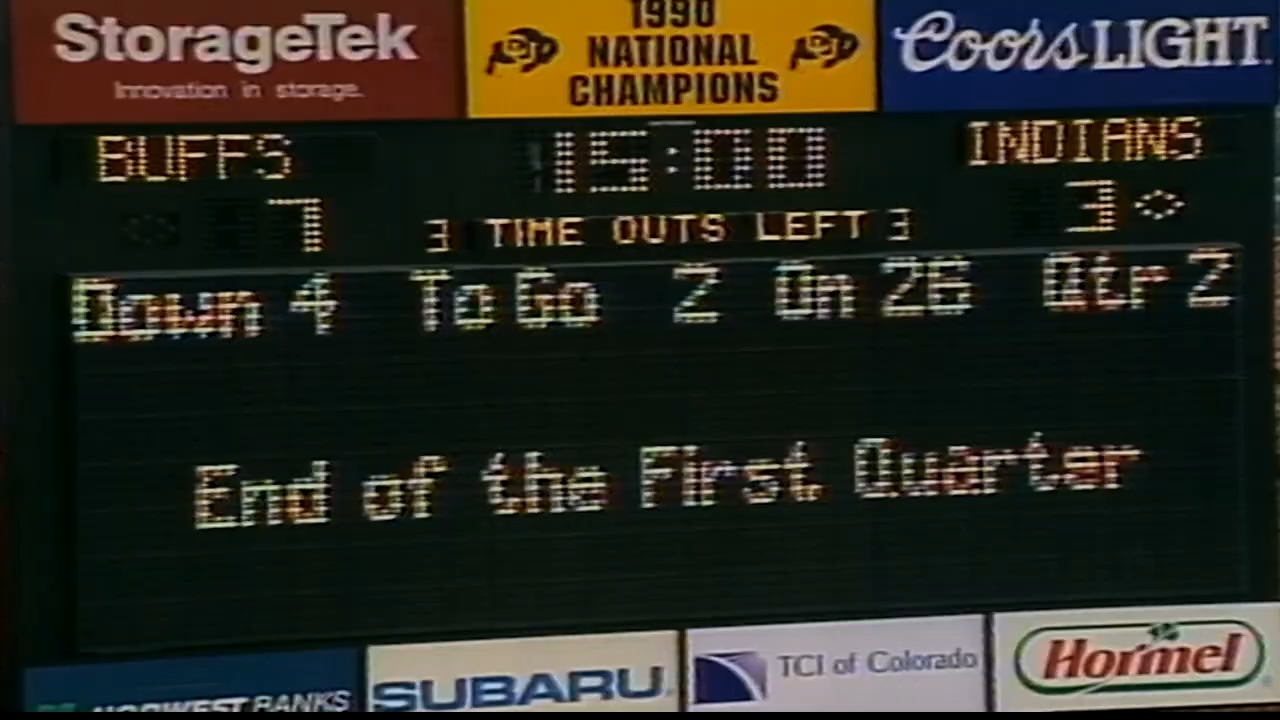 StorageTek
Innovation in storage.
1990
NATIONAL
CHAMPIONS
Coors LIGHT
BUFFS 15:00 INDIANS
7 3
3 TIME OUTS LEFT 3
Down 4 To Go 2 On 26 Qtr 2
End of the First Quarter
NORWEST BANKS
SUBARU
TCI of Colorado
Hormel